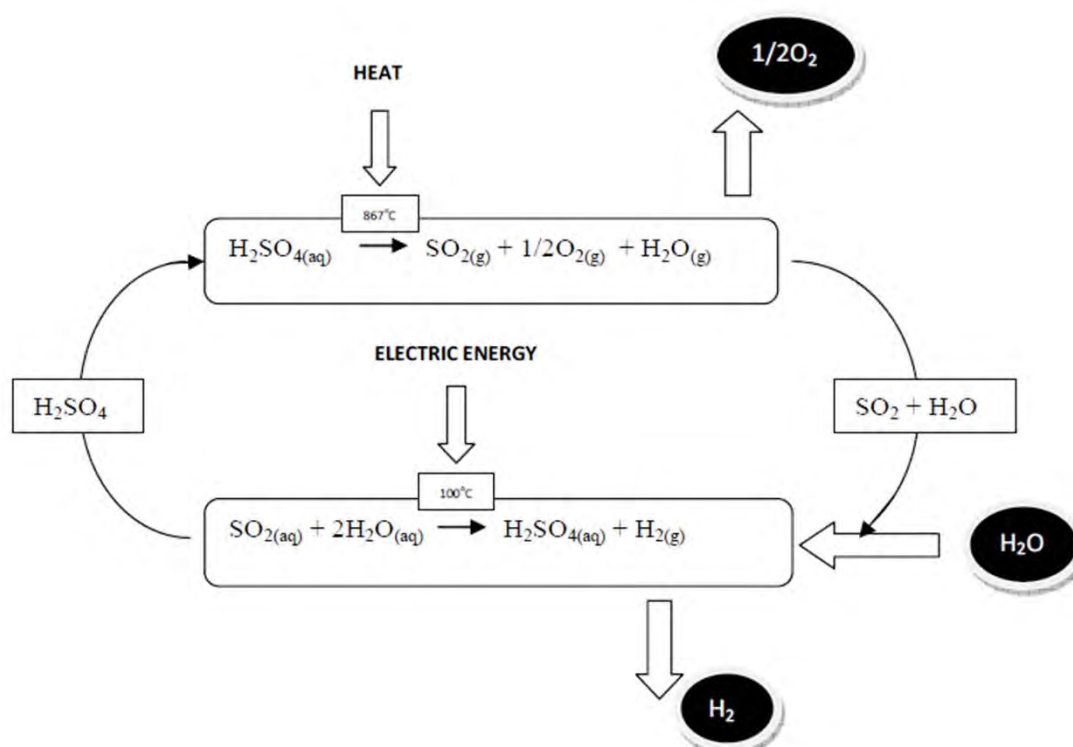 1/2O₂
HEAT
867°C
H₂SO₄(aq) → SO₂(g) + 1/2O₂(g) + H₂O(g)
ELECTRIC ENERGY
H₂SO₄
SO₂ + H₂O
100°C
SO₂(aq) + 2H₂O(aq) → H₂SO₄(aq) + H₂(g)
H₂O
H₂